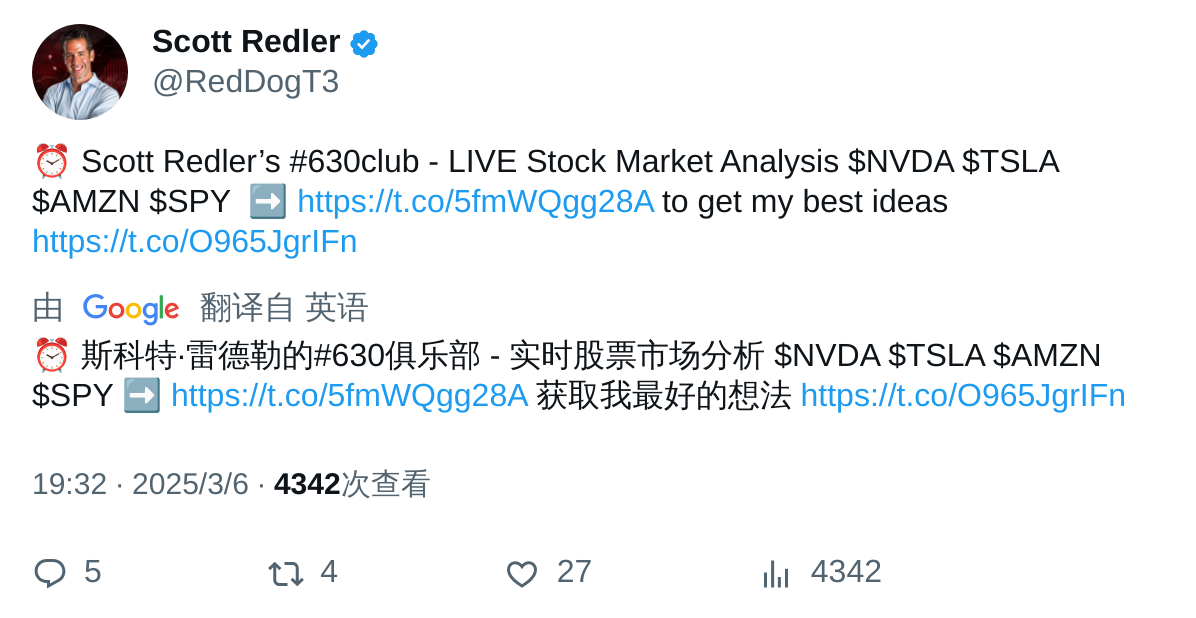 Scott Redler
@RedDogT3
⏰ Scott Redler’s #630club - LIVE Stock Market Analysis $NVDA $TSLA
$AMZN $SPY ➡️ https://t.co/5fmWQgg28A to get my best ideas
https://t.co/O965JgrIFn
由 Google 翻译自 英语
⏰ 斯科特·雷德勒的#630俱乐部 - 实时股票市场分析 $NVDA $TSLA $AMZN
$SPY ➡️ https://t.co/5fmWQgg28A 获取我最好的想法 https://t.co/O965JgrIFn
19:32 · 2025/3/6 · 4342次查看
5 4 27 4342